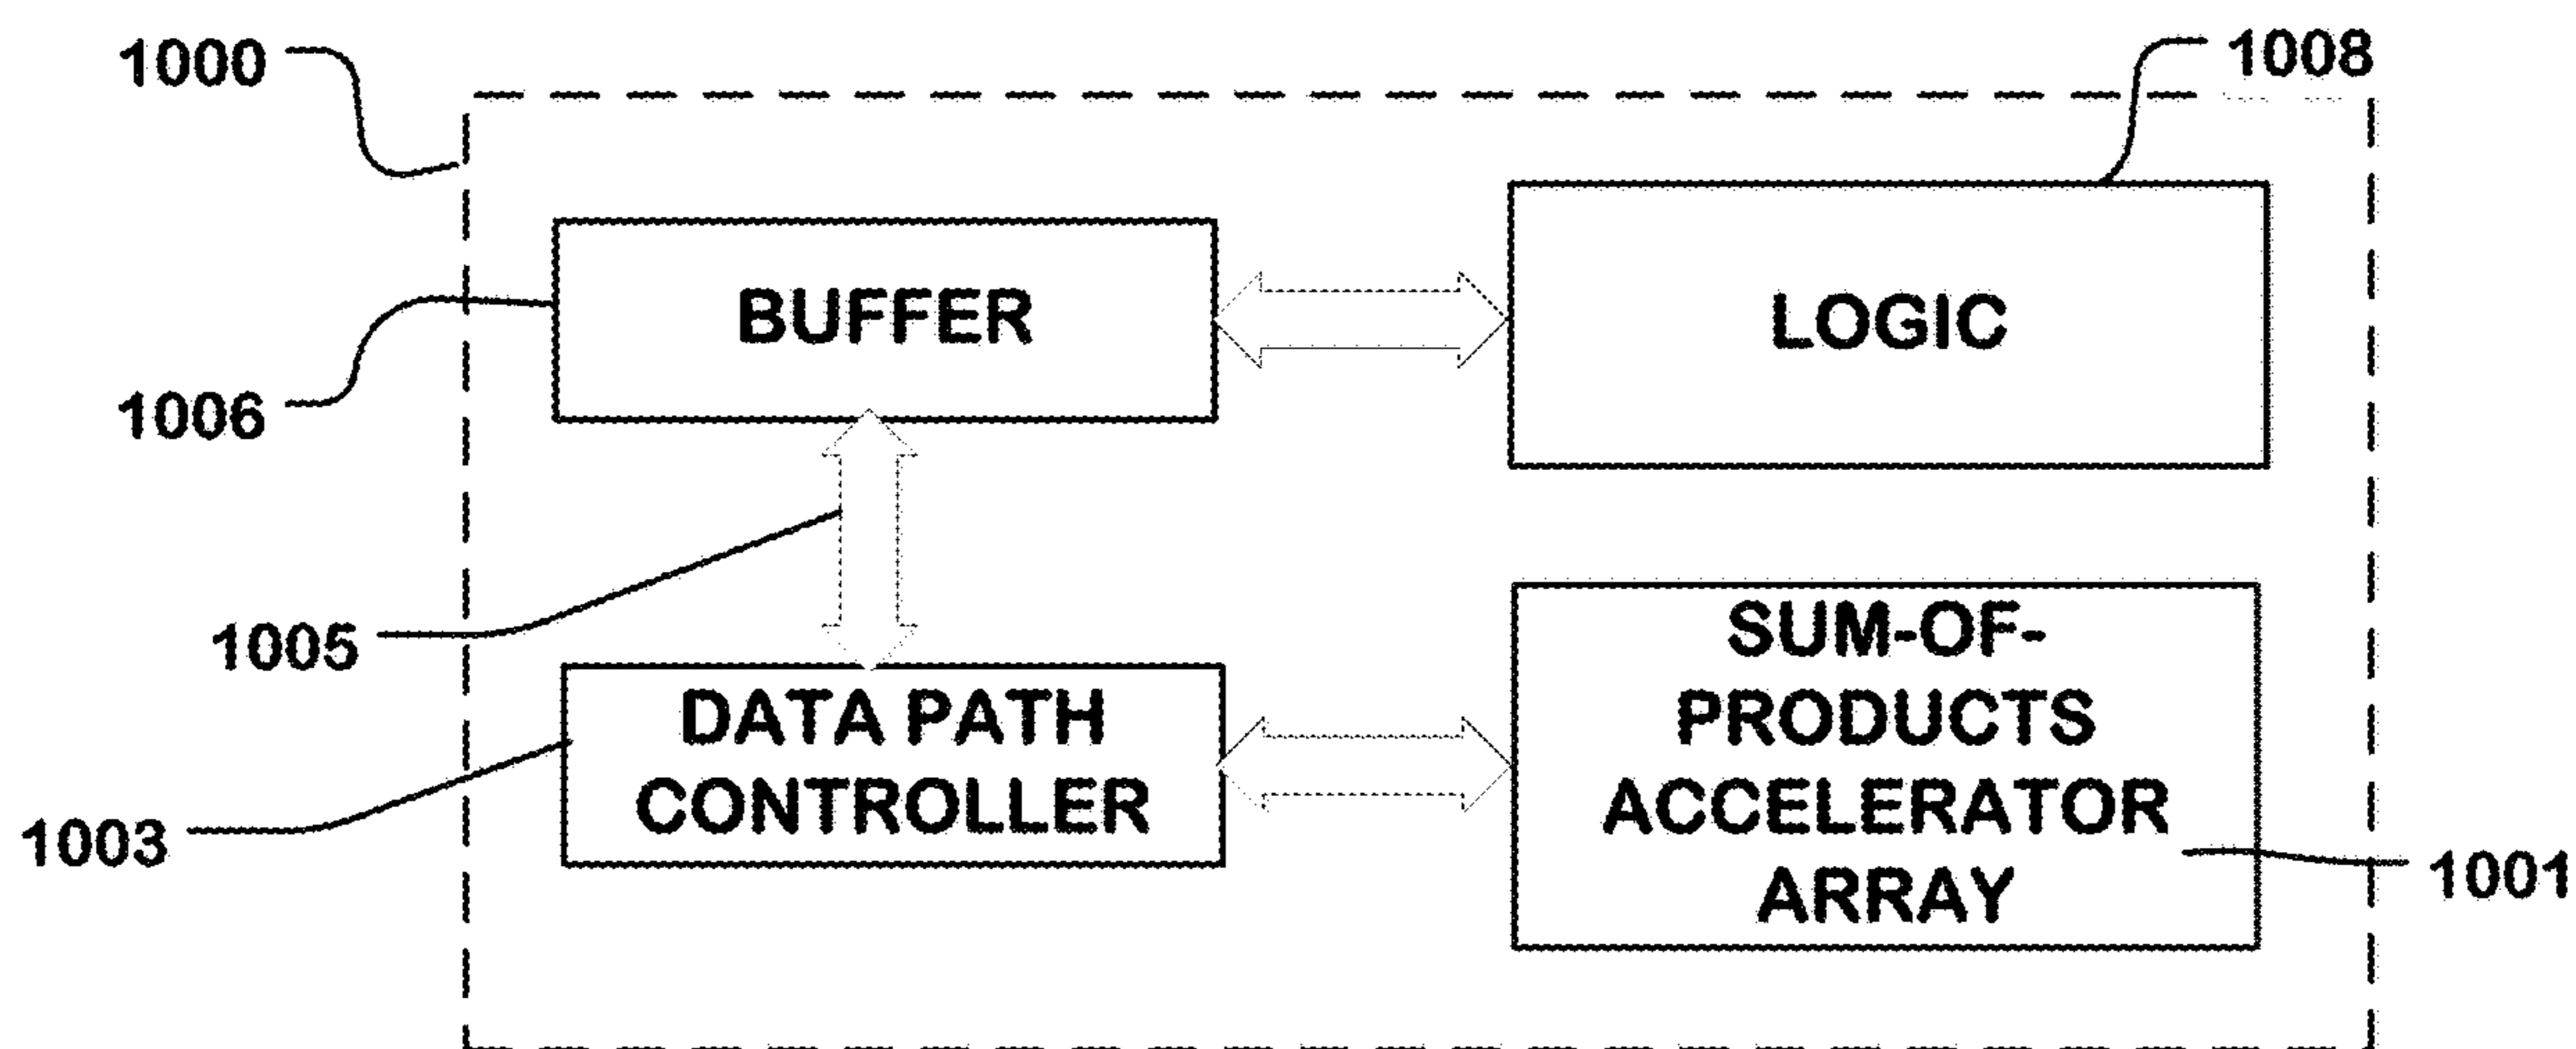 1000
1008
BUFFER
LOGIC
1006
1005
DATA PATH
CONTROLLER
1003
SUM-OF-
PRODUCTS
ACCELERATOR
ARRAY
1001